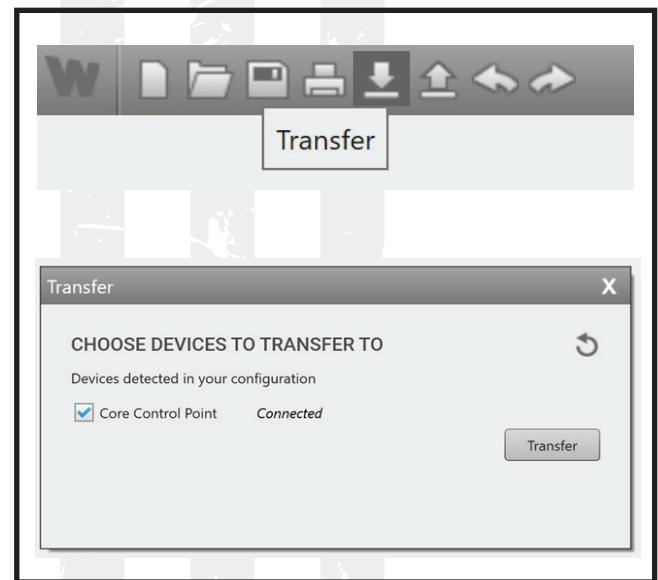 W
Transfer
Transfer X
CHOOSE DEVICES TO TRANSFER TO
Devices detected in your configuration
Core Control Point Connected
Transfer